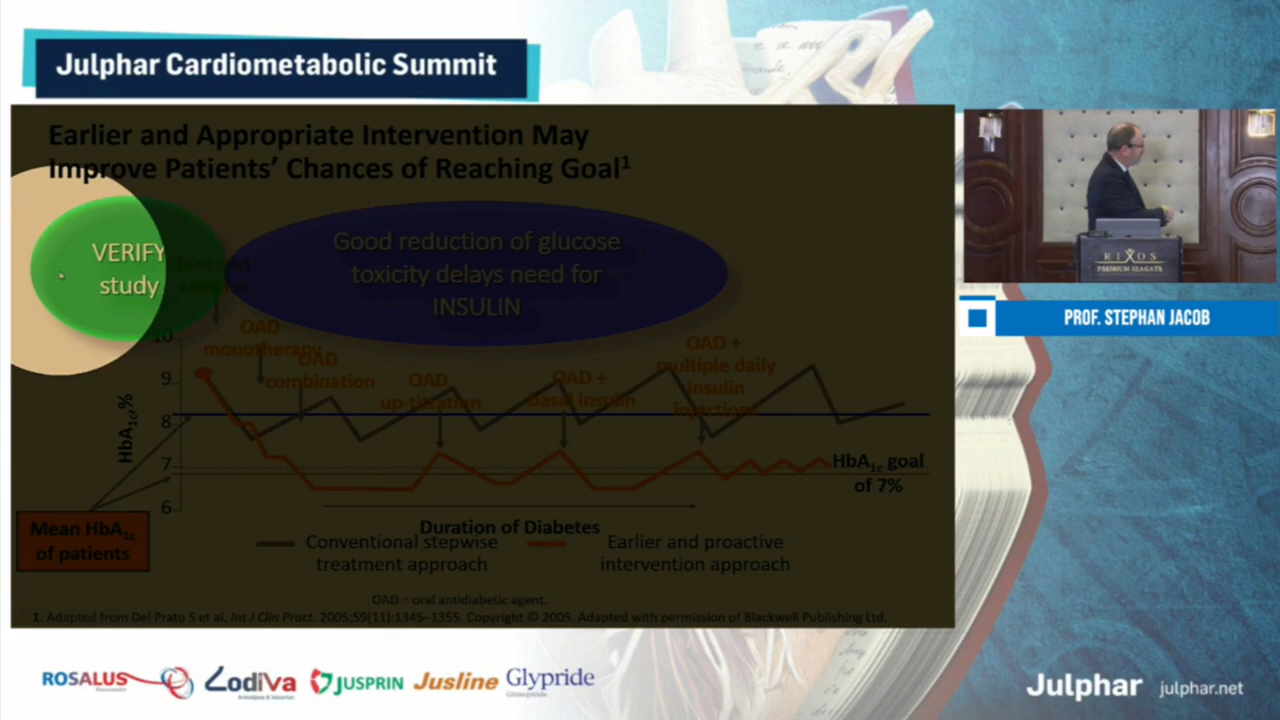 Julphar Cardiometabolic Summit
Earlier and Appropriate Intervention May
Improve Patients' Chances of Reaching Goal¹
VERIFY
study
Good reduction of glucose
toxicity delays need for
INSULIN
OAD
monotherapy
OAD
combination
OAD
up-titration
OAD +
basal insulin
OAD +
multiple daily
insulin
injections
HbA1c,%
10
9
8
7
6
HbA1c goal
of 7%
Mean HbA1c
of patients
Duration of Diabetes
Conventional stepwise
treatment approach
Earlier and proactive
intervention approach
OAD = oral antidiabetic agent.
1. Adapted from Del Prato S et al. Int J Clin Pract. 2005;59(11):1345–1355. Copyright © 2005. Adapted with permission of Blackwell Publishing Ltd.
RIXOS
PREMIUM SEAGATE
PROF. STEPHAN JACOB
ROSALUS
Lodiva
Amlodipine & Valsartan
JUSPRIN
Jusline
Glypride
Glimepiride
Julphar
julphar.net